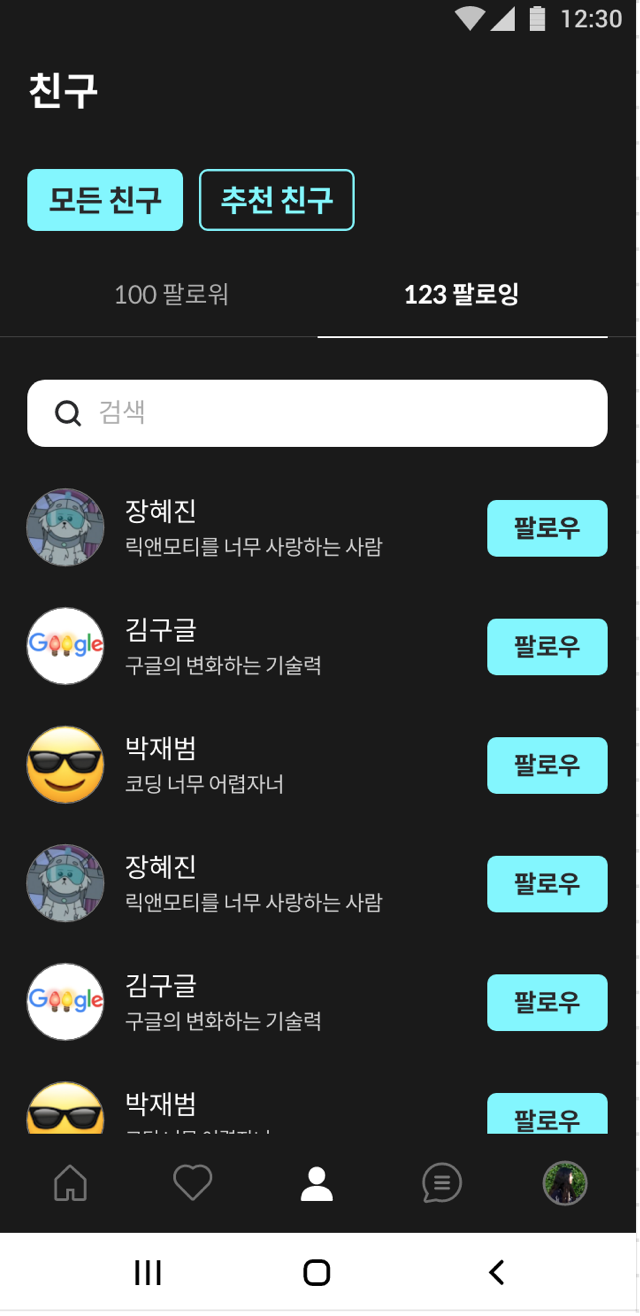 12:30
친구
모든 친구
추천 친구
100 팔로워
123 팔로잉
검색
장혜진
릭앤모티를 너무 사랑하는 사람
팔로우
Google
김구글
구글의 변화하는 기술력
팔로우
박재범
코딩 너무 어렵자너
팔로우
장혜진
릭앤모티를 너무 사랑하는 사람
팔로우
Google
김구글
구글의 변화하는 기술력
팔로우
박재범
팔로우